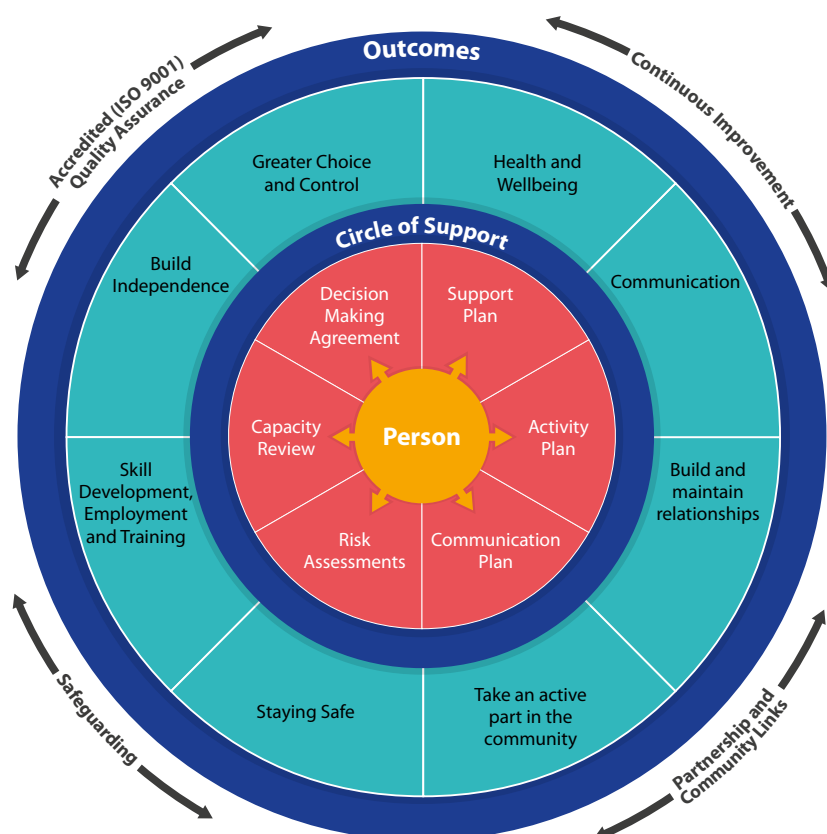 Outcomes
Accredited (ISO 9001)
Quality Assurance
Continuous Improvement
Greater Choice
and Control
Health and
Wellbeing
Build
Independence
Communication
Circle of Support
Decision
Making
Agreement
Support
Plan
Capacity
Review
Person
Activity
Plan
Risk
Assessments
Communication
Plan
Skill
Development,
Employment
and Training
Build and
maintain
relationships
Staying Safe
Take an active
part in the
community
Safeguarding
Partnership and
Community Links